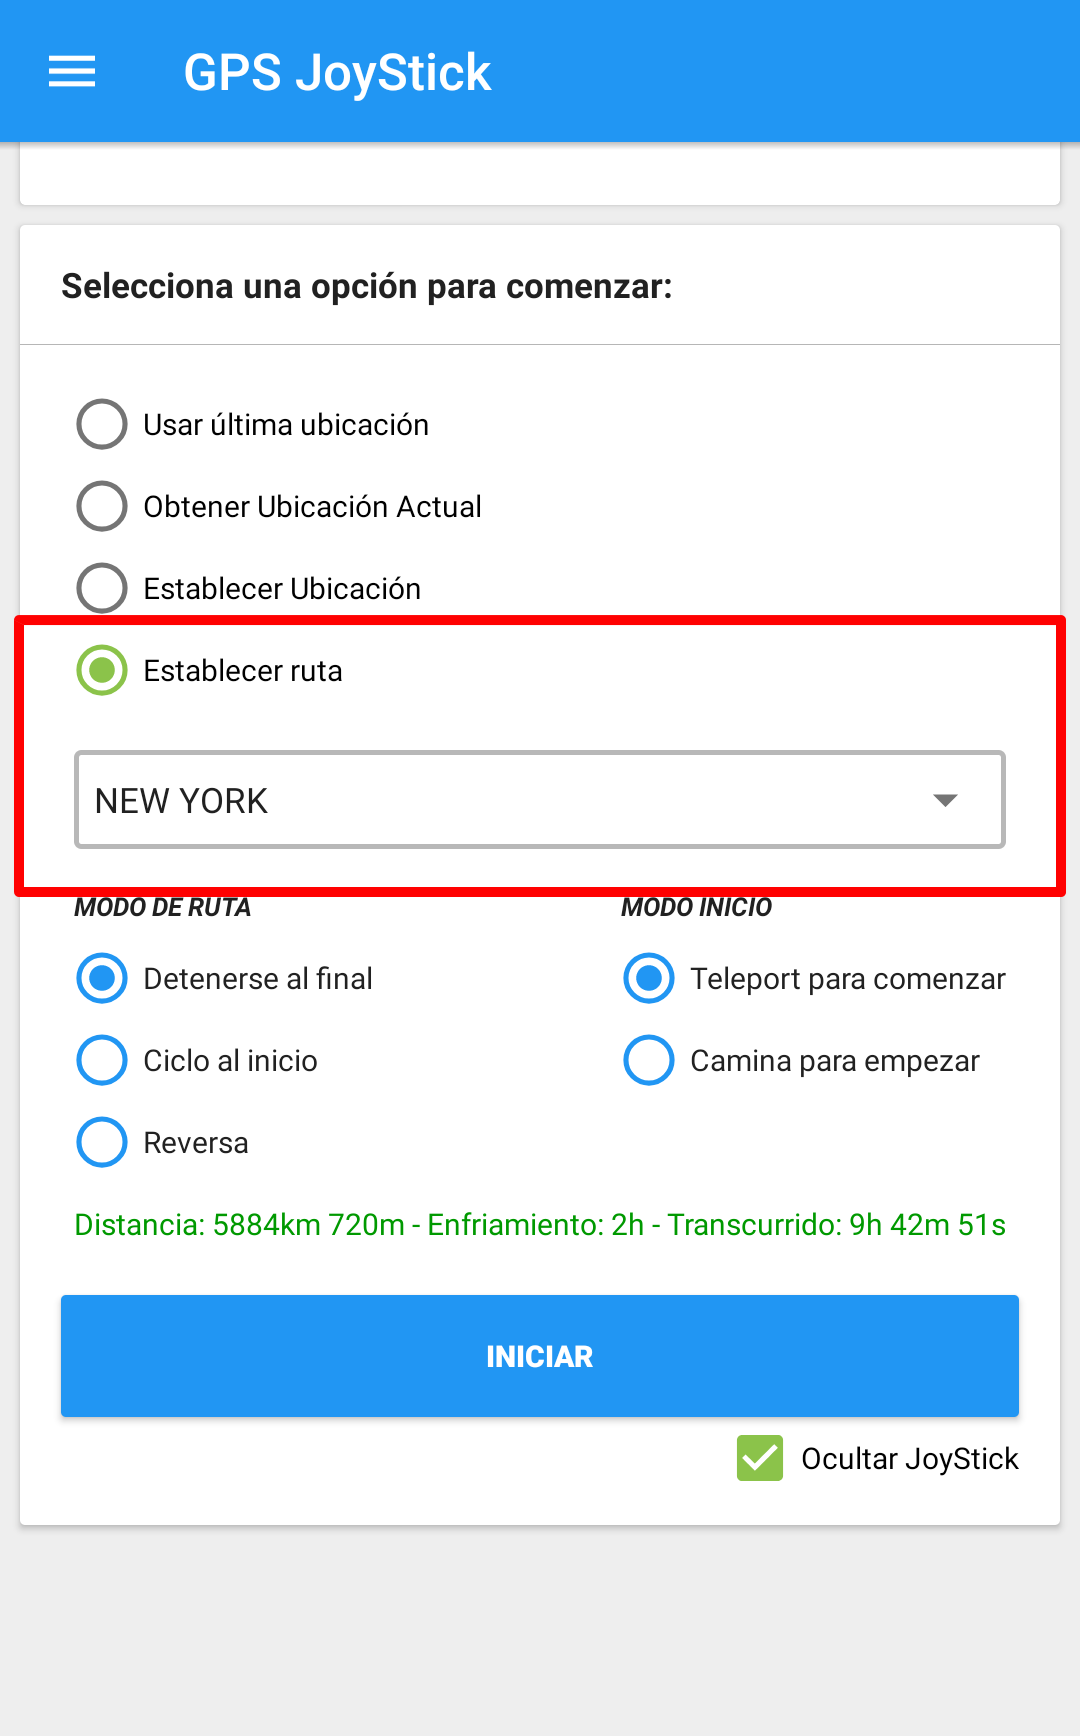 GPS JoyStick
Selecciona una opción para comenzar:
Usar última ubicación
Obtener Ubicación Actual
Establecer Ubicación
Establecer ruta
NEW YORK
MODO DE RUTA
MODO INICIO
Detenerse al final
Teleport para comenzar
Ciclo al inicio
Camina para empezar
Reversa
Distancia: 5884km 720m - Enfriamiento: 2h - Transcurrido: 9h 42m 51s
INICIAR
Ocultar JoyStick